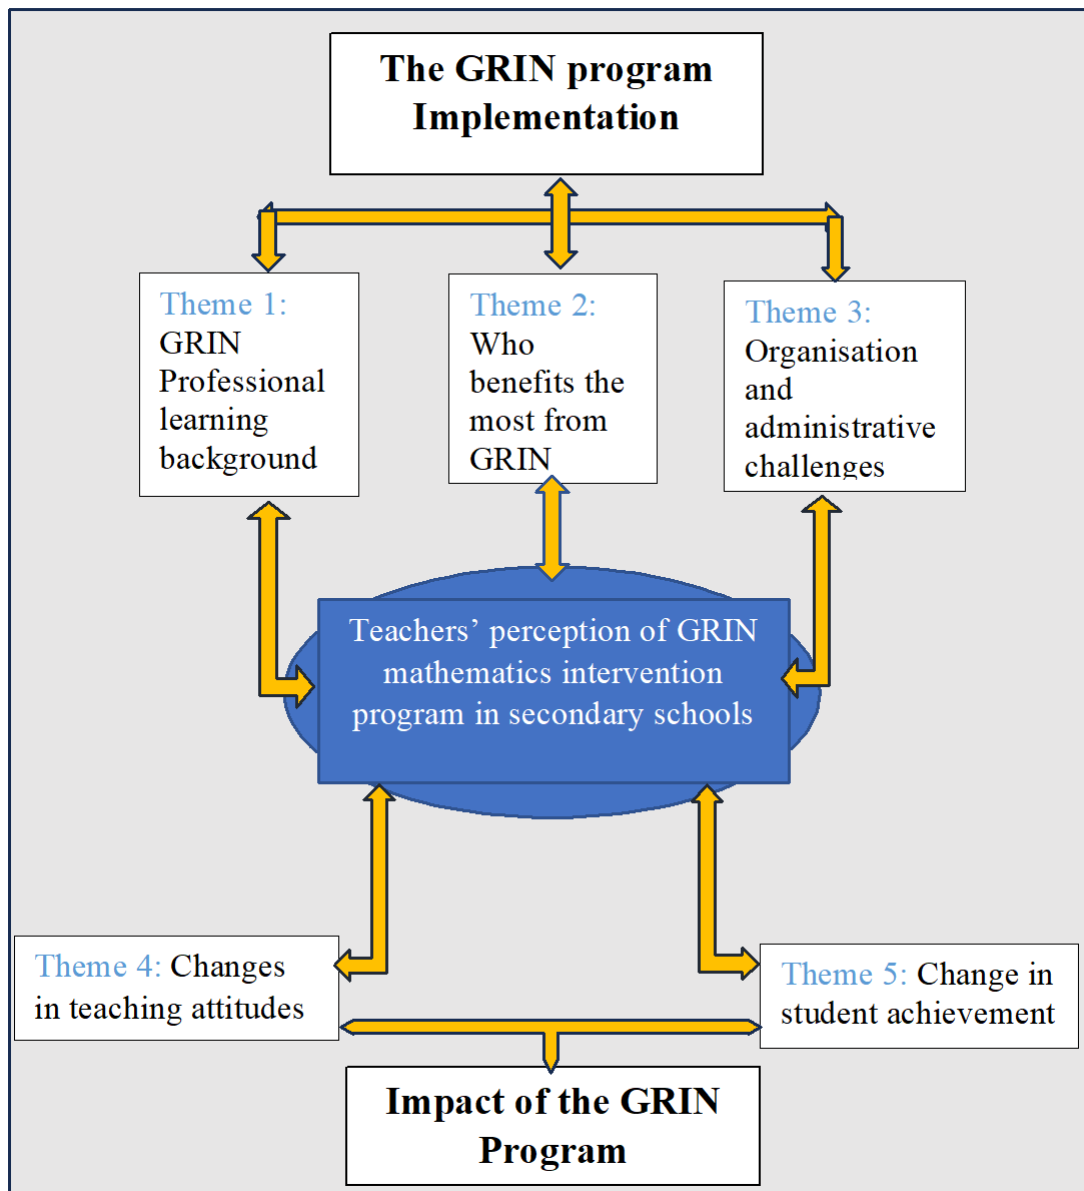 The GRIN program
Implementation
Theme 1:
GRIN
Professional
learning
background
Theme 2:
Who
benefits the
most from
GRIN
Theme 3:
Organisation
and
administrative
challenges
Teachers’ perception of GRIN
mathematics intervention
program in secondary schools
Theme 4: Changes
in teaching attitudes
Theme 5: Change in
student achievement
Impact of the GRIN
Program